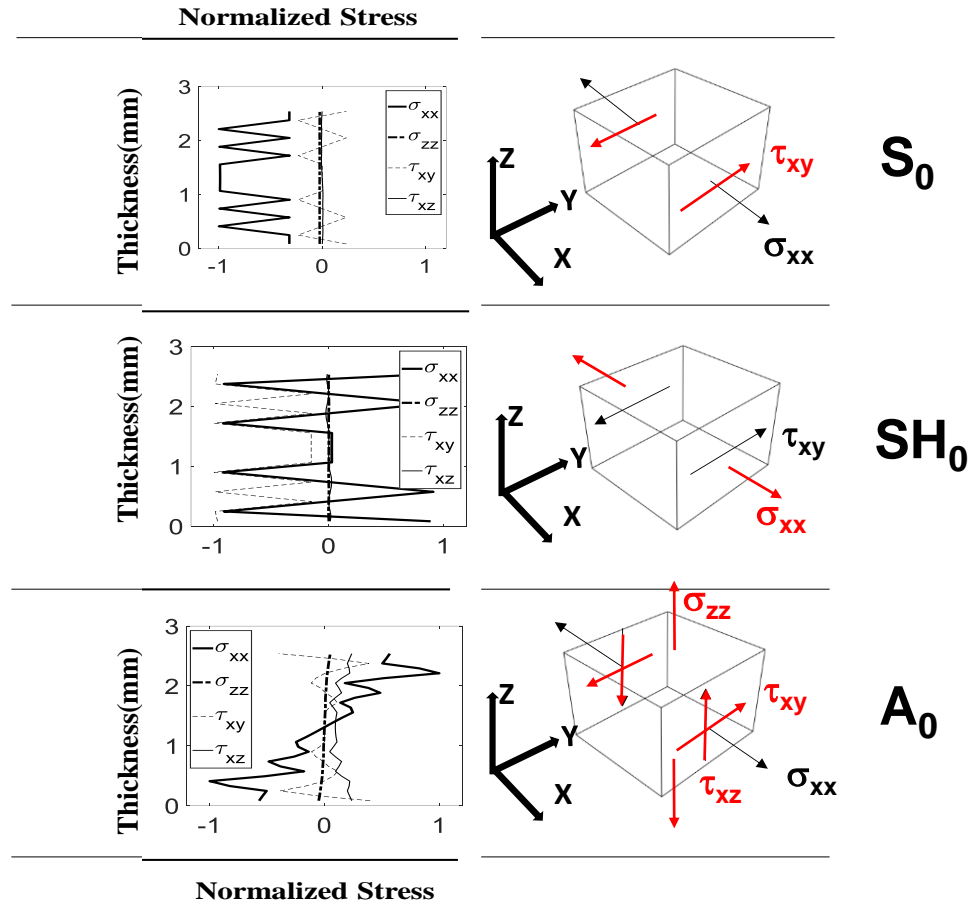 Normalized Stress
Thickness(mm)
3
2
1
0
-1
0
1
σxx
σzz
τxy
τxz
Z
Y
X
τxy
σxx
S0
Thickness(mm)
3
2
1
0
-1
0
1
σxx
σzz
τxy
τxz
Z
Y
X
τxy
σxx
SH0
Thickness(mm)
3
2
1
0
-1
0
1
σxx
σzz
τxy
τxz
Z
Y
X
σzz
τxy
τxz
σxx
A0
Normalized Stress